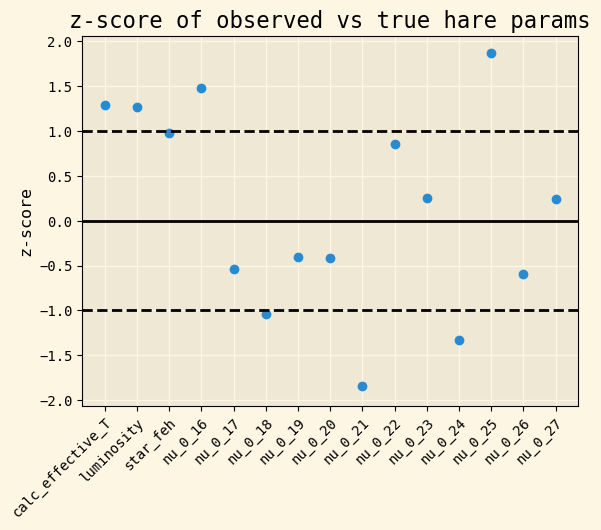 z-score of observed vs true hare params
z-score
2.0
1.5
1.0
0.5
0.0
−0.5
−1.0
−1.5
−2.0
calc_effective_T
luminosity
star_feh
nu_0_16
nu_0_17
nu_0_18
nu_0_19
nu_0_20
nu_0_21
nu_0_22
nu_0_23
nu_0_24
nu_0_25
nu_0_26
nu_0_27